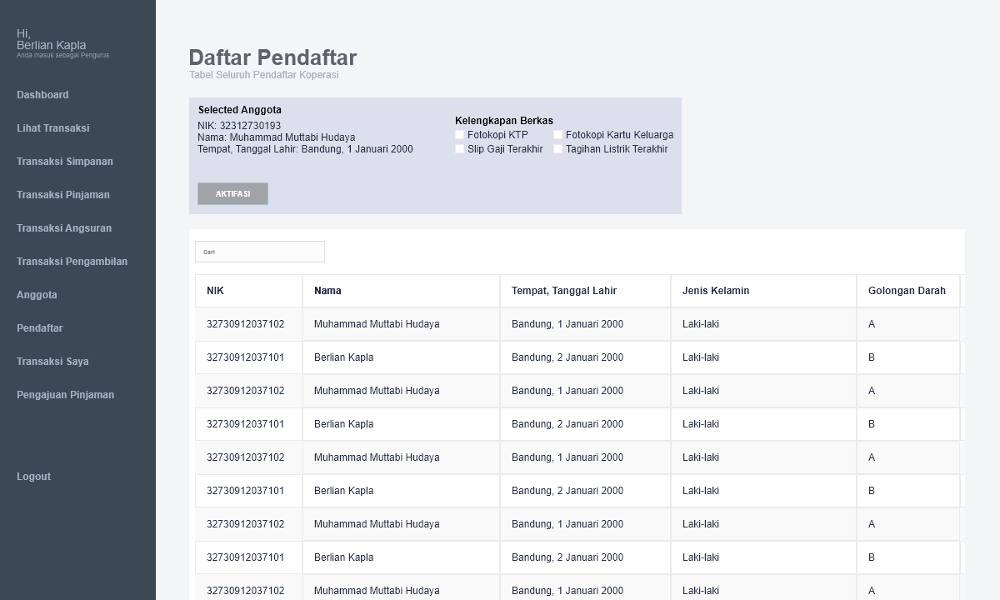 Hi,
Berlian Kapla
Anda masuk sebagai Pengurus
Dashboard
Lihat Transaksi
Transaksi Simpanan
Transaksi Pinjaman
Transaksi Angsuran
Transaksi Pengambilan
Anggota
Pendaftar
Transaksi Saya
Pengajuan Pinjaman
Logout
Daftar Pendaftar
Tabel Seluruh Pendaftar Koperasi
Selected Anggota
NIK: 32312730193
Nama: Muhammad Muttabi Hudaya
Tempat, Tanggal Lahir: Bandung, 1 Januari 2000
Kelengkapan Berkas
Fotokopi KTP Fotokopi Kartu Keluarga
Slip Gaji Terakhir Tagihan Listrik Terakhir
AKTIFASI
Cari
NIK Nama Tempat, Tanggal Lahir Jenis Kelamin Golongan Darah
32730912037102 Muhammad Muttabi Hudaya Bandung, 1 Januari 2000 Laki-laki A
32730912037101 Berlian Kapla Bandung, 2 Januari 2000 Laki-laki B
32730912037102 Muhammad Muttabi Hudaya Bandung, 1 Januari 2000 Laki-laki A
32730912037101 Berlian Kapla Bandung, 2 Januari 2000 Laki-laki B
32730912037102 Muhammad Muttabi Hudaya Bandung, 1 Januari 2000 Laki-laki A
32730912037101 Berlian Kapla Bandung, 2 Januari 2000 Laki-laki B
32730912037102 Muhammad Muttabi Hudaya Bandung, 1 Januari 2000 Laki-laki A
32730912037101 Berlian Kapla Bandung, 2 Januari 2000 Laki-laki B
32730912037102 Muhammad Muttabi Hudaya Bandung, 1 Januari 2000 Laki-laki A